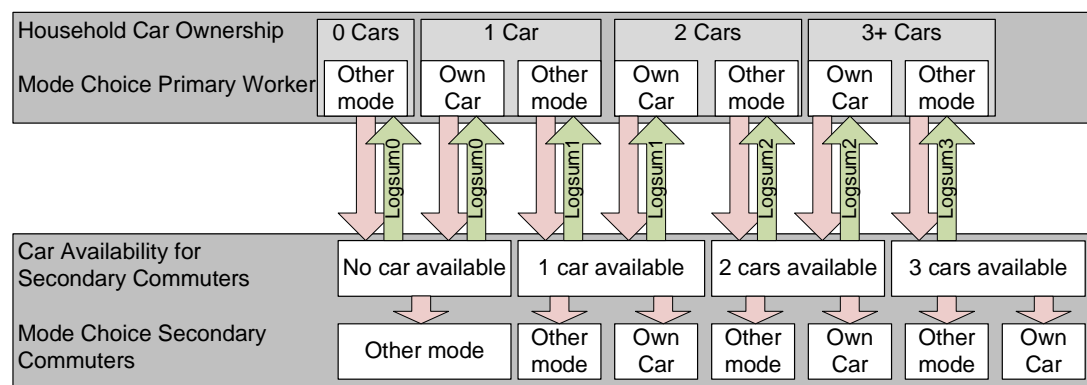 Household Car Ownership
0 Cars
1 Car
2 Cars
3+ Cars
Mode Choice Primary Worker
Other
mode
Own
Car
Other
mode
Own
Car
Other
mode
Own
Car
Other
mode
Logsum0
Logsum0
Logsum1
Logsum1
Logsum2
Logsum2
Logsum3
Car Availability for
Secondary Commuters
No car available
1 car available
2 cars available
3 cars available
Mode Choice Secondary
Commuters
Other mode
Other
mode
Own
Car
Other
mode
Own
Car
Other
mode
Own
Car